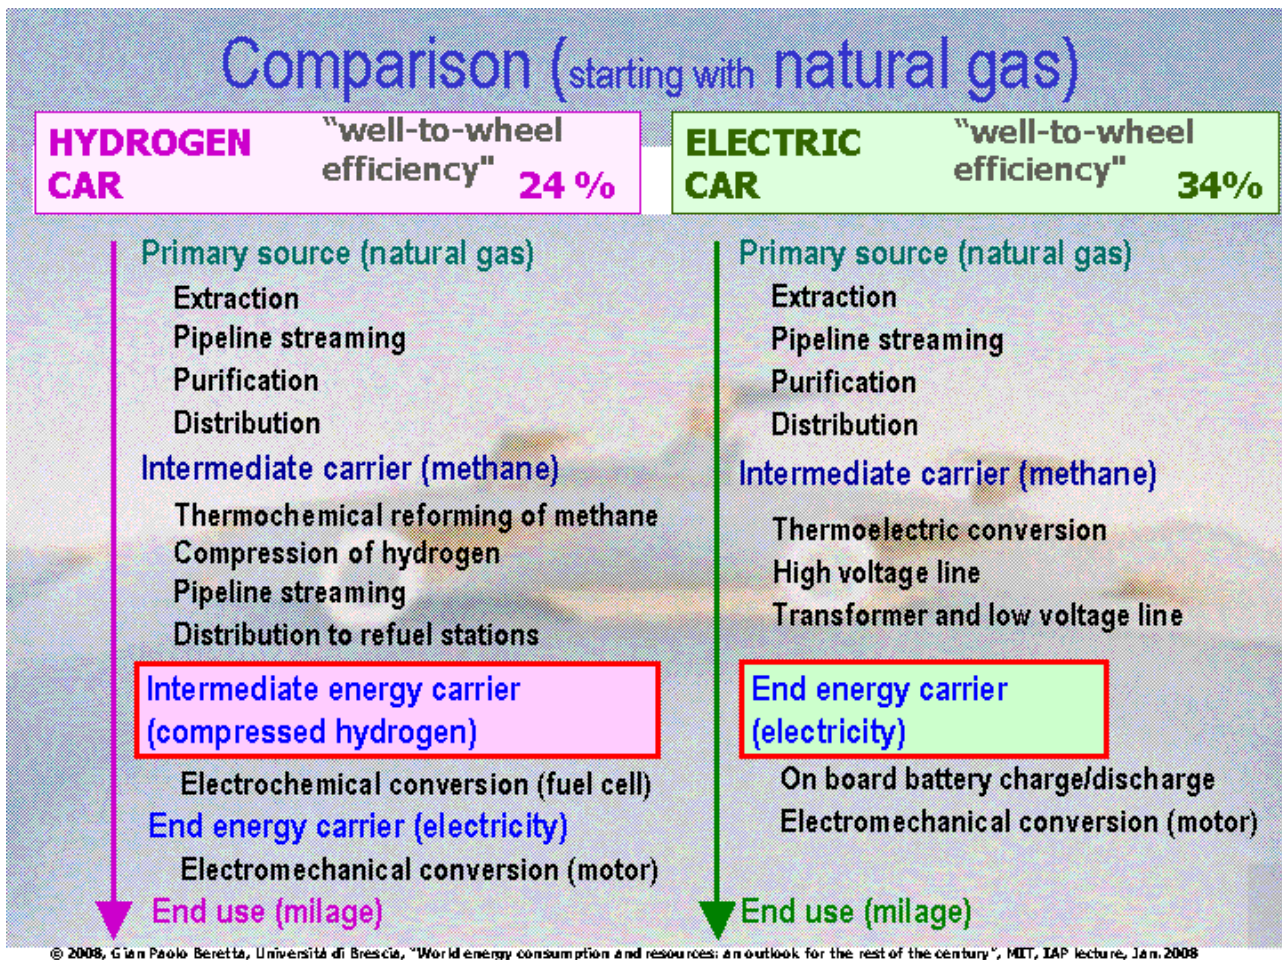 Comparison (starting with natural gas)
HYDROGEN CAR
"well-to-wheel
efficiency" 24 %
Primary source (natural gas)
Extraction
Pipeline streaming
Purification
Distribution
Intermediate carrier (methane)
Thermochemical reforming of methane
Compression of hydrogen
Pipeline streaming
Distribution to refuel stations
Intermediate energy carrier
(compressed hydrogen)
Electrochemical conversion (fuel cell)
End energy carrier (electricity)
Electromechanical conversion (motor)
End use (milage)
ELECTRIC CAR
"well-to-wheel
efficiency" 34%
Primary source (natural gas)
Extraction
Pipeline streaming
Purification
Distribution
Intermediate carrier (methane)
Thermoelectric conversion
High voltage line
Transformer and low voltage line
End energy carrier
(electricity)
On board battery charge/discharge
Electromechanical conversion (motor)
End use (milage)
© 2008, Gian Paolo Beretta, Università di Brescia, "World energy consumption and resources: an outlook for the rest of the century", MIT, IAP lecture, Jan.2008